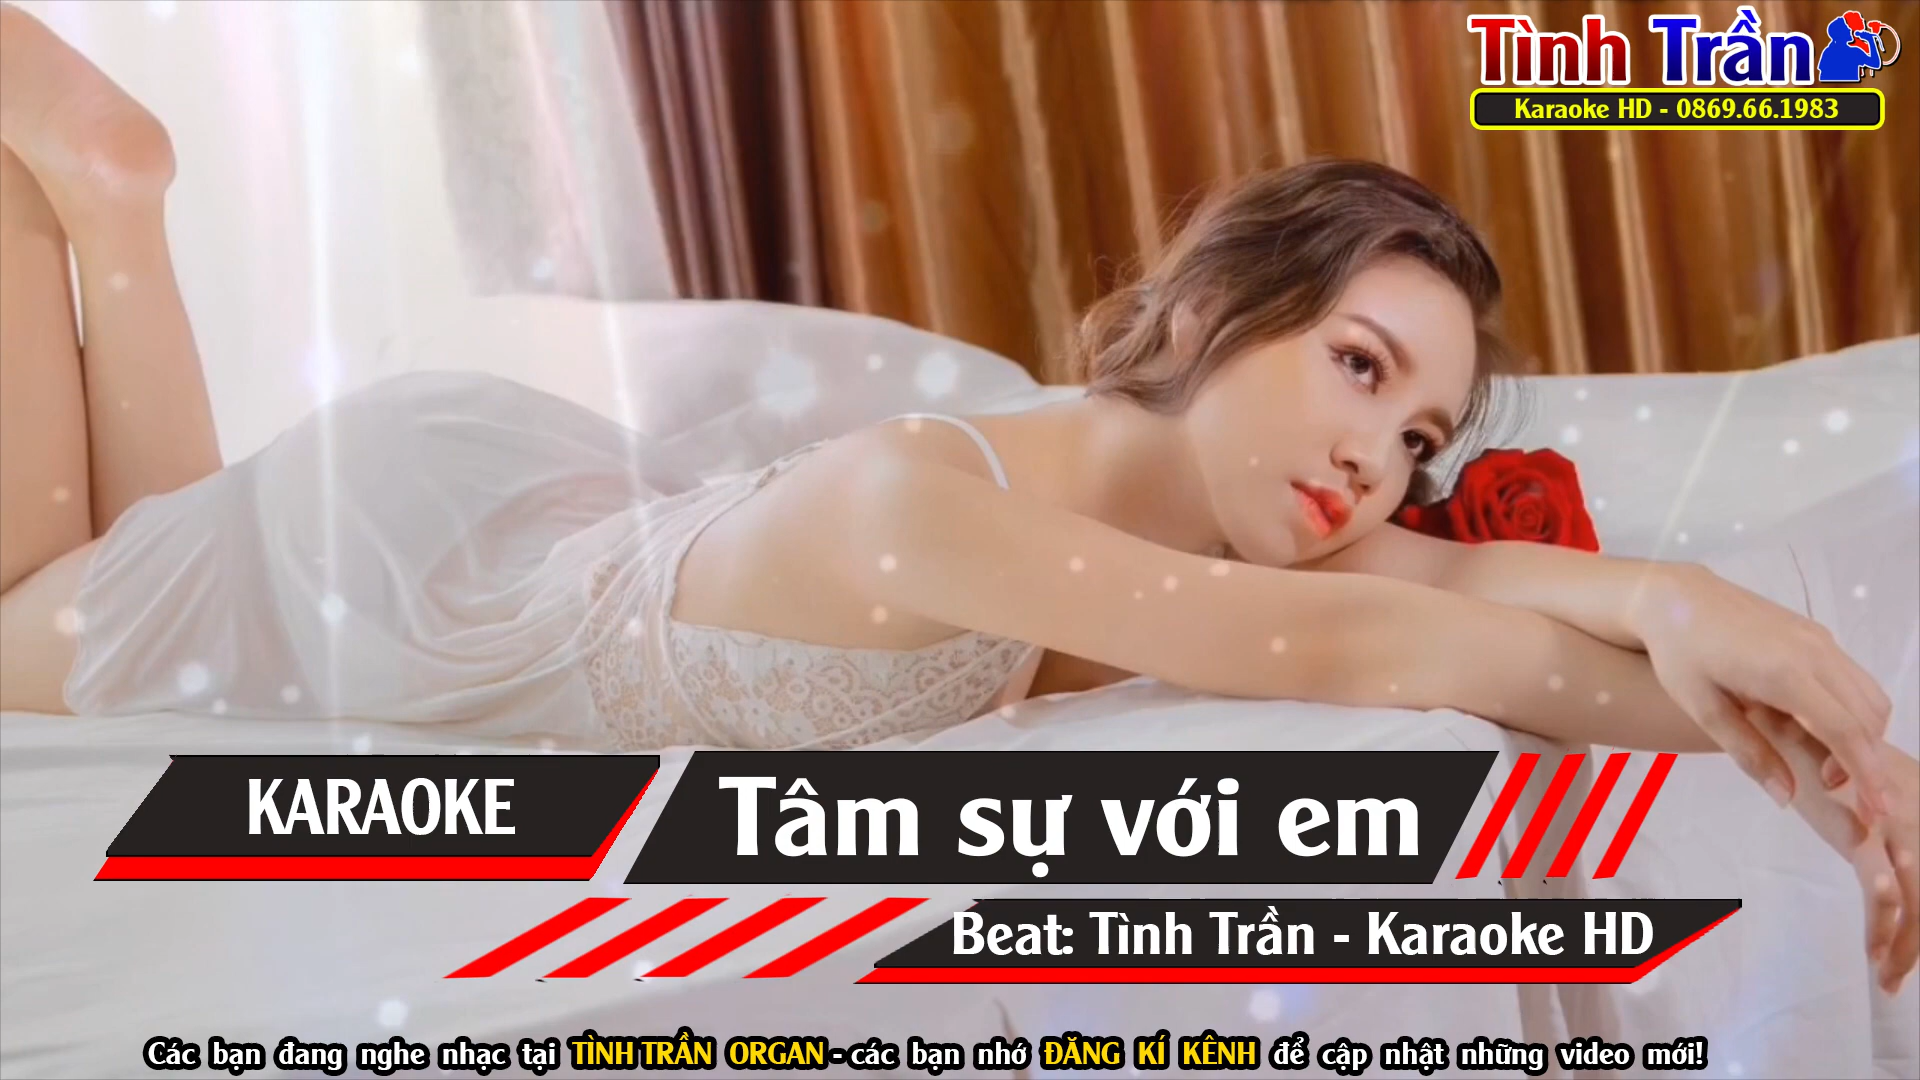 Tình Trần
Karaoke HD - 0869.66.1983
KARAOKE
Tâm sự với em
Beat: Tình Trần - Karaoke HD
Các bạn đang nghe nhạc tại TÌNH TRẦN ORGAN - các bạn nhớ ĐĂNG KÍ KÊNH để cập nhật những video mới!